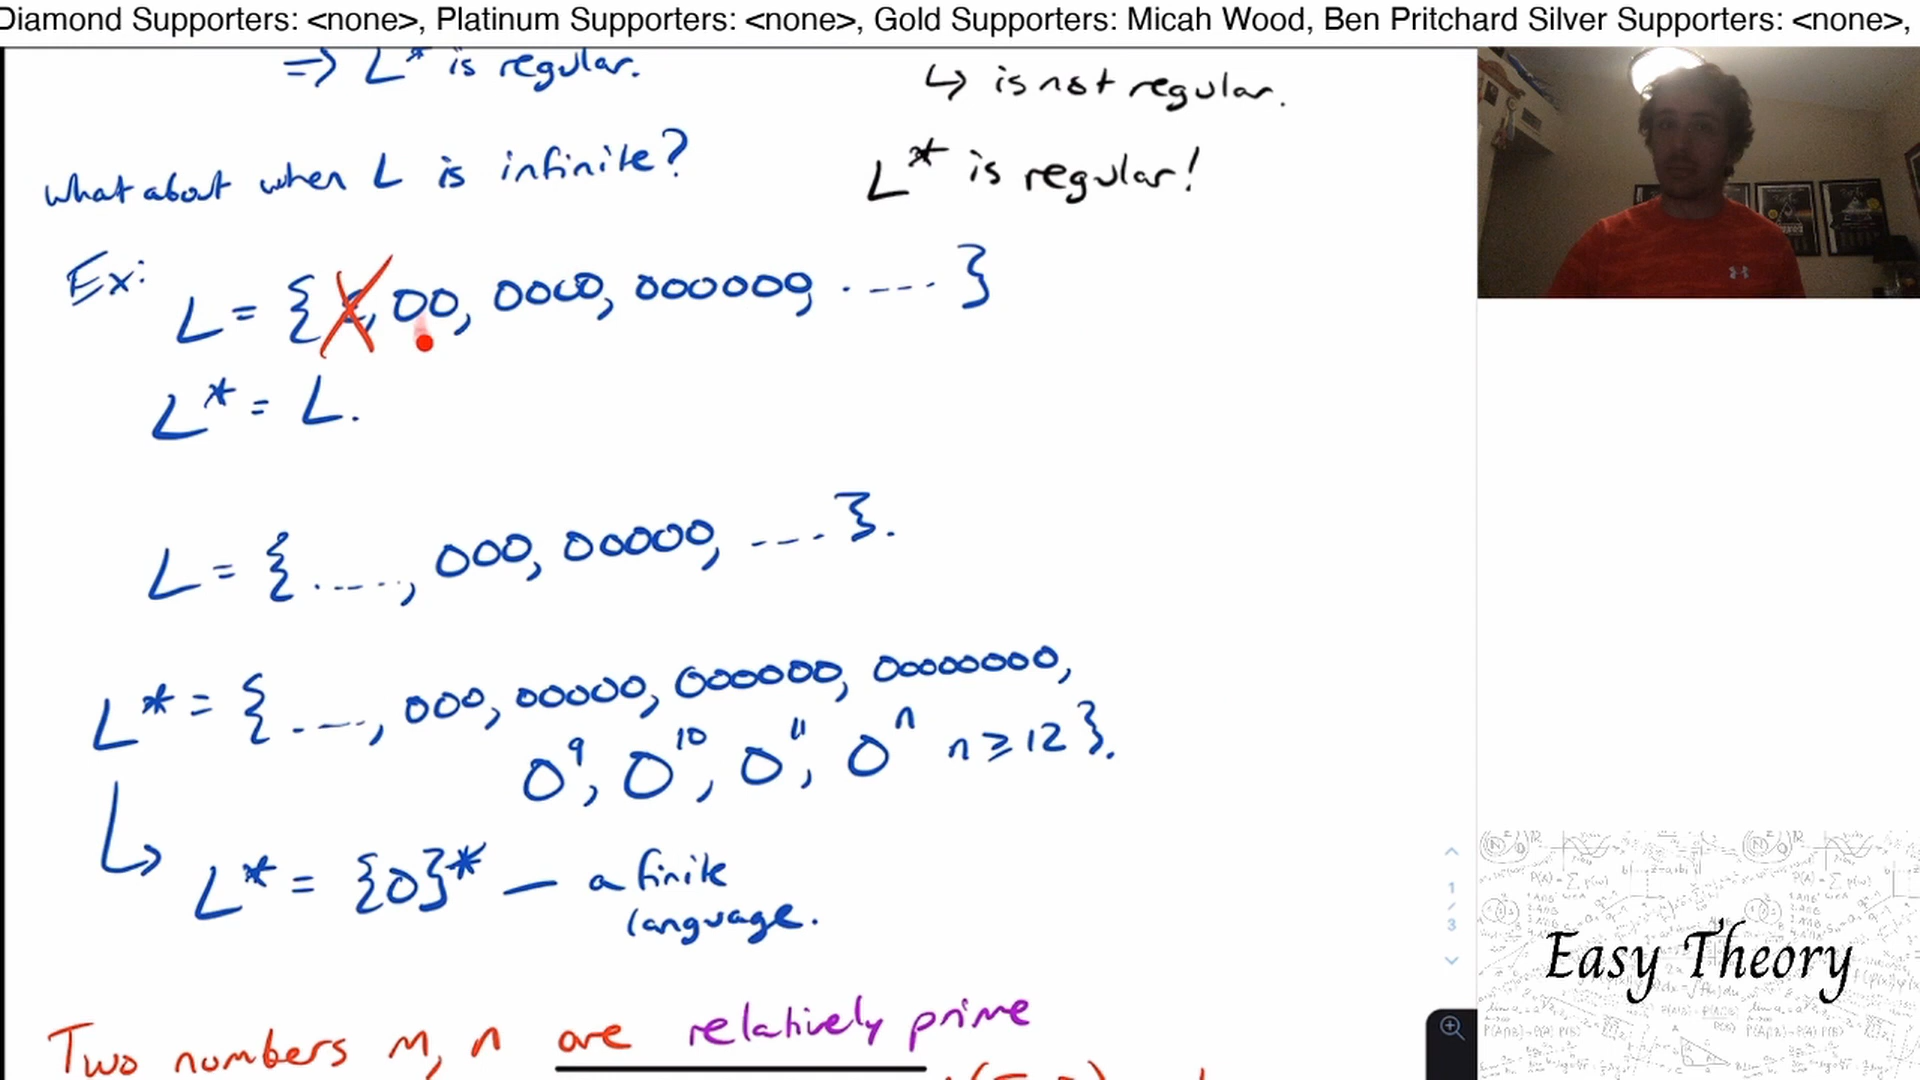 Diamond Supporters: <none>, Platinum Supporters: <none>, Gold Supporters: Micah Wood, Ben Pritchard Silver Supporters: <none>,
=> L* is regular.
↳ is not regular.
What about when L is infinite?
L* is regular!
Ex: L = { ε, 00, 0000, 000000, ..... }
L* = L.
L = { ....., 000, 00000, .... }.
L* = { ...., 000, 00000, 000000, 00000000,
0⁹, 0¹⁰, 0¹¹, 0ⁿ n ≥ 12 }.
↳ L* = {0}* — a finite
language.
1
/
3
Easy Theory
Two numbers m, n are relatively prime